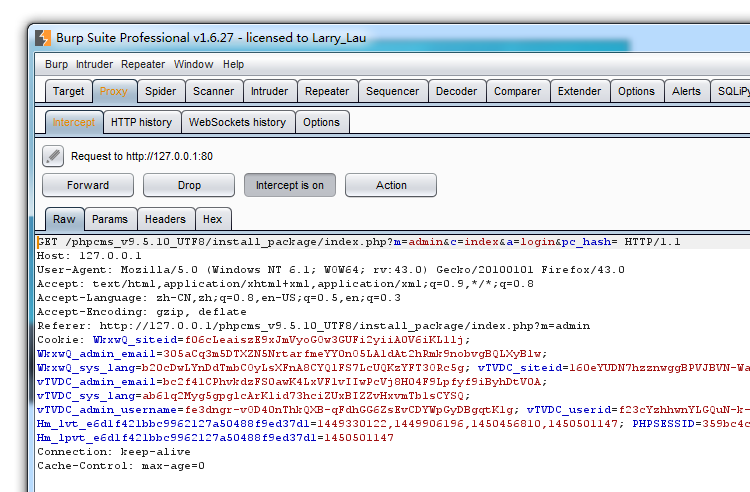 Burp Suite Professional v1.6.27 - licensed to Larry_Lau
Burp Intruder Repeater Window Help
Target Proxy Spider Scanner Intruder Repeater Sequencer Decoder Comparer Extender Options Alerts SQLiPy
Intercept HTTP history WebSockets history Options
Request to http://127.0.0.1:80
Forward Drop Intercept is on Action
Raw Params Headers Hex
GET /phpcms_v9.5.10_UTF8/install_package/index.php?m=admin&c=index&a=login&pc_hash= HTTP/1.1
Host: 127.0.0.1
User-Agent: Mozilla/5.0 (Windows NT 6.1; WOW64; rv:43.0) Gecko/20100101 Firefox/43.0
Accept: text/html,application/xhtml+xml,application/xml;q=0.9,*/*;q=0.8
Accept-Language: zh-CN,zh;q=0.8,en-US;q=0.5,en;q=0.3
Accept-Encoding: gzip, deflate
Referer: http://127.0.0.1/phpcms_v9.5.10_UTF8/install_package/index.php?m=admin
Cookie: WkxwQ_siteid=f06cLeaiszE9xJmVyoG0w3GUFi2yiiA0V6iKL1lj;
WkxwQ_admin_email=305aCq3m5DTXZN5NrtarfmeYYOn05LA1dAt2hRmk9nobvgBQLXyBlw;
WkxwQ_sys_lang=b20cDwLYnDdTmbC0yLsXFnA8CYQ1FS7LcUQKzYFT30Rc5g; vTVDC_siteid=160eYUDN7hzznwggBPVJBVN-Wa
vTVDC_admin_email=bc2f41CPhvkdzFS0awK4LxVFlvIIwPcVj8H04F9Lpfyf9iByhDtV0A;
vTVDC_sys_lang=ab61q2Myg5gpglcArKlid73hciZUxBIZZvHxvmTblsCYSQ;
vTVDC_admin_username=fe3dngr-v0D40nThkQXB-qFdhGG6ZsEvCDYWpGyDBgqtKlg; vTVDC_userid=f23cYzhhwnYLGQuN-k-
Hm_lvt_e6d1f421bbc9962127a50488f9ed37d1=1449330122,1449906196,1450456810,1450501147; PHPSESSID=359bc4c
Hm_lpvt_e6d1f421bbc9962127a50488f9ed37d1=1450501147
Connection: keep-alive
Cache-Control: max-age=0